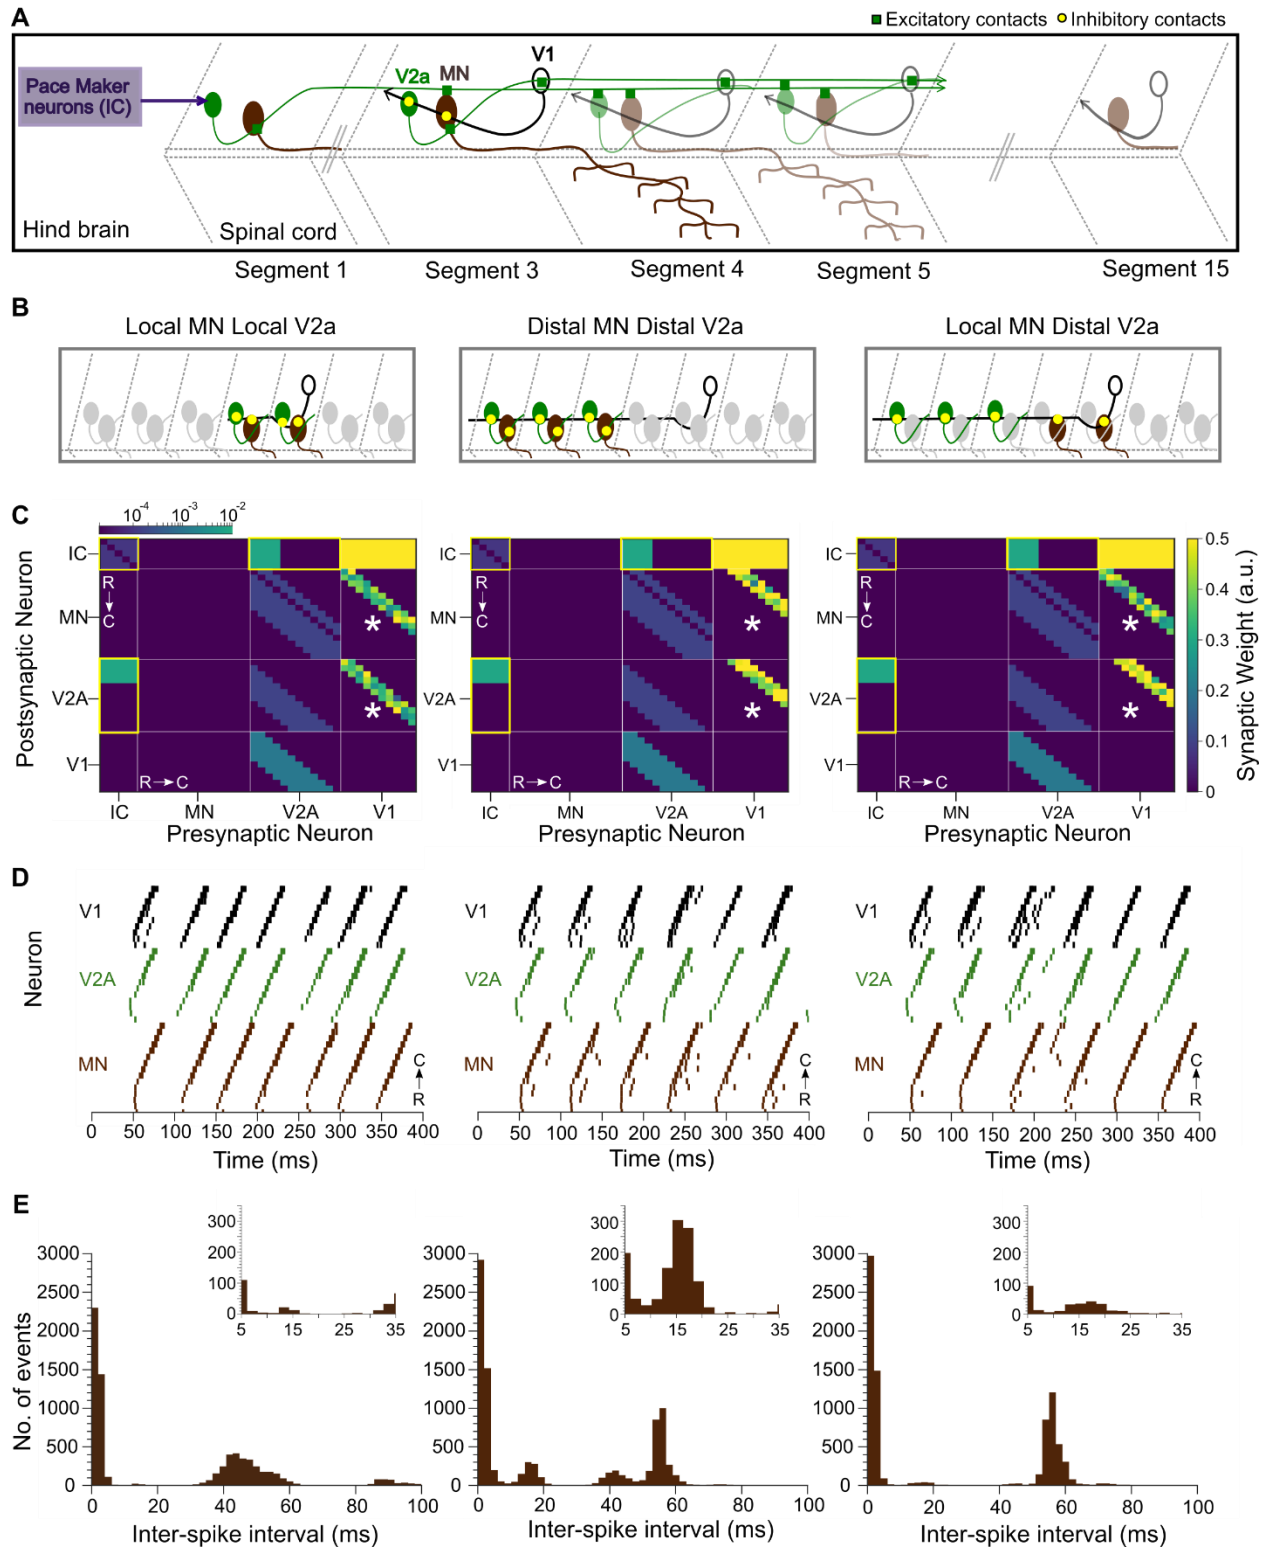 A
Excitatory contacts Inhibitory contacts
Pace Maker
neurons (IC)
V2a MN V1
Hind brain Spinal cord
Segment 1 Segment 3 Segment 4 Segment 5 Segment 15
B
Local MN Local V2a Distal MN Distal V2a Local MN Distal V2a
C
10-4 10-3 10-2
Postsynaptic Neuron
IC MN V2A V1
R C
* *
R C
IC MN V2A V1
Presynaptic Neuron
IC MN V2A V1
R C
* *
R C
IC MN V2A V1
Presynaptic Neuron
IC MN V2A V1
R C
* *
R C
IC MN V2A V1
Presynaptic Neuron
0.5
0.4
0.3
0.2
0.1
0
Synaptic Weight (a.u.)
D
Neuron
V1 V1 V1
V2A V2A V2A
MN MN MN
C C C
R R R
0 50 100 150 200 250 300 350 400 0 50 100 150 200 250 300 350 400 0 50 100 150 200 250 300 350 400
Time (ms) Time (ms) Time (ms)
E
No. of events
300
200
100
0
5 15 25 35
3000
2500
2000
1500
1000
500
0
0 20 40 60 80 100
Inter-spike interval (ms)
300
200
100
0
5 15 25 35
3000
2500
2000
1500
1000
500
0
0 20 40 60 80 100
Inter-spike interval (ms)
300
200
100
0
5 15 25 35
3000
2500
2000
1500
1000
500
0
0 20 40 60 80 100
Inter-spike interval (ms)